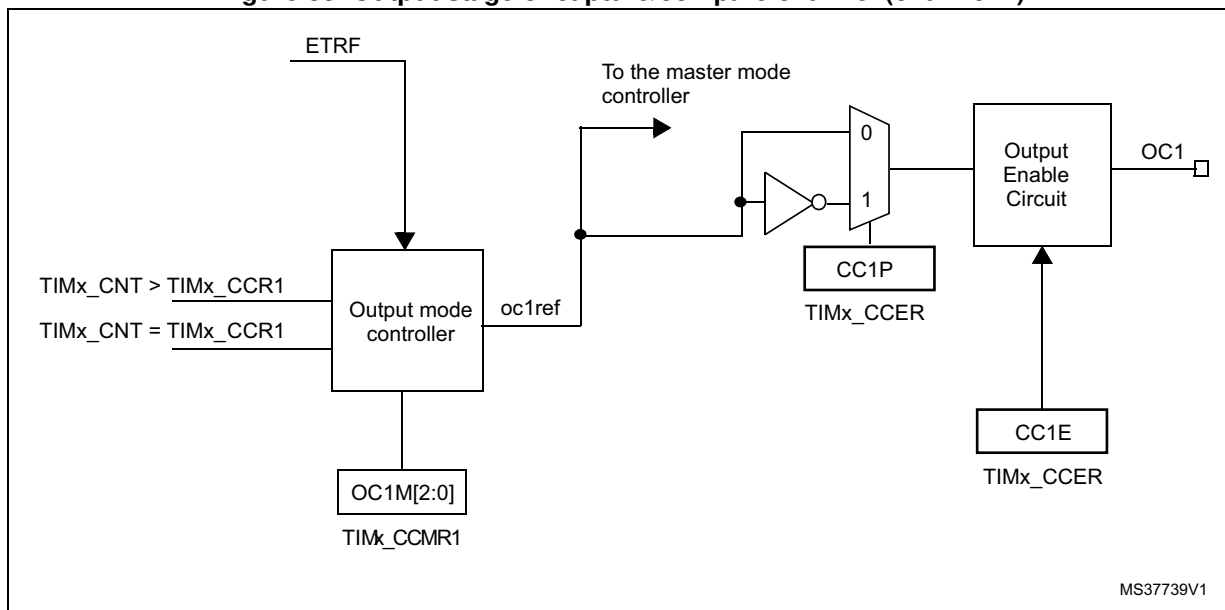 ETRF
To the master mode
controller
0
1
Output
Enable
Circuit
OC1
CC1P
TIMx_CCER
TIMx_CNT > TIMx_CCR1
TIMx_CNT = TIMx_CCR1
Output mode
controller
oc1ref
CC1E
TIMx_CCER
OC1M[2:0]
TIMx_CCMR1
MS37739V1